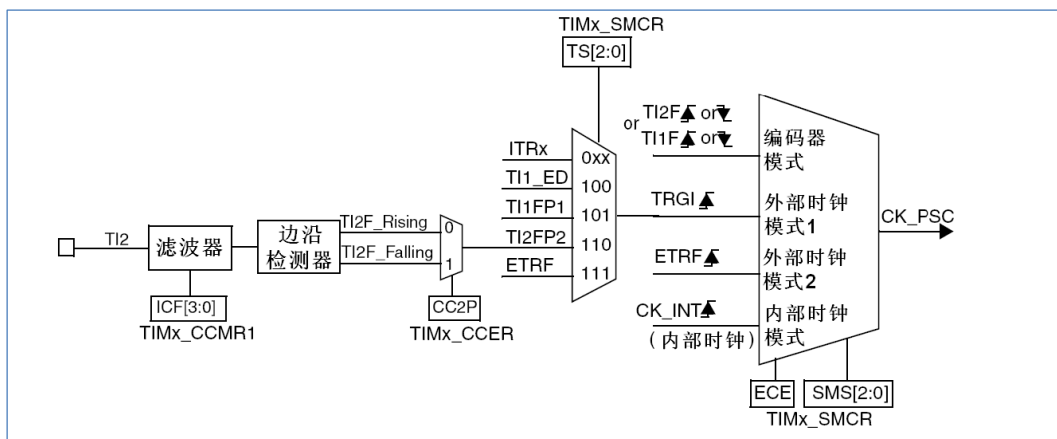 TIMx_SMCR
TS[2:0]
or TI2F or
TI1F or
编码器
模式
ITRx
0xx
TI1_ED
100
TI1FP1
101
TRGI
外部时钟
模式1
CK_PSC
TI2
滤波器
边沿
检测器
TI2F_Rising
TI2F_Falling
0
1
TI2FP2
110
ETRF
111
ETRF
外部时钟
模式2
CK_INT
(内部时钟)
内部时钟
模式
ICF[3:0]
TIMx_CCMR1
CC2P
TIMx_CCER
ECE
SMS[2:0]
TIMx_SMCR